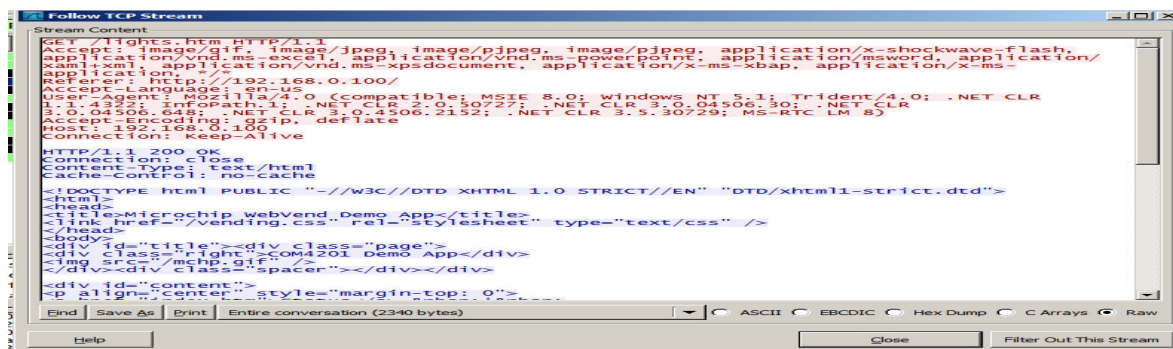 Follow TCP Stream
Stream Content
GET /lights.htm HTTP/1.1
Accept: image/gif, image/jpeg, image/pjpeg, image/pjpeg, application/x-shockwave-flash,
application/vnd.ms-excel, application/vnd.ms-powerpoint, application/msword, application/
xaml+xml, application/vnd.ms-xpsdocument, application/x-ms-xbap, application/x-ms-
application, */*
Referer: http://192.168.0.100/
Accept-Language: en-us
User-Agent: Mozilla/4.0 (compatible; MSIE 8.0; Windows NT 5.1; Trident/4.0; .NET CLR
1.1.4322; InfoPath.1; .NET CLR 2.0.50727; .NET CLR 3.0.04506.30; .NET CLR
3.0.04506.648; .NET CLR 3.0.4506.2152; .NET CLR 3.5.30729; MS-RTC LM 8)
Accept-Encoding: gzip, deflate
Host: 192.168.0.100
Connection: Keep-Alive
HTTP/1.1 200 OK
Connection: close
Content-Type: text/html
Cache-Control: no-cache
<!DOCTYPE html PUBLIC "-//W3C//DTD XHTML 1.0 STRICT//EN" "DTD/xhtml1-strict.dtd">
<html>
<head>
<title>Microchip WebVend Demo App</title>
<link href="/vending.css" rel="stylesheet" type="text/css" />
</head>
<body>
<div id="title"><div class="page">
<div class="right">COM4201 Demo App</div>
<img src="/mchp.gif" />
</div><div class="spacer"></div></div>
<div id="content">
<p align="center" style="margin-top: 0">
Find Save As Print Entire conversation (2340 bytes) ASCII EBCDIC Hex Dump C Arrays Raw
Help Close Filter Out This Stream